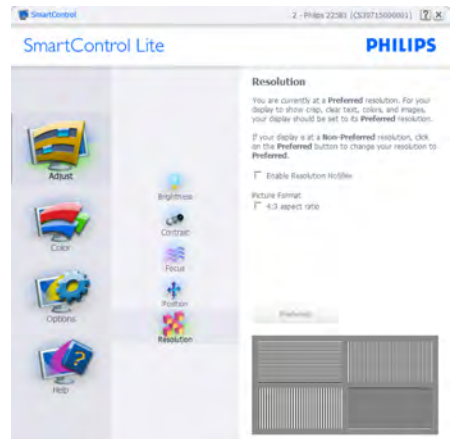 SmartControl
2 - Philips 225B1 (CS30715000001)
SmartControl Lite
PHILIPS
Resolution
You are currently at a Preferred resolution. For your
display to show crisp, clear text, colors, and images,
your display should be set to its Preferred resolution.
If your display is at a Non-Preferred resolution, click
on the Preferred button to change your resolution to
Preferred.
Enable Resolution Notifier
Picture Format
4:3 aspect ratio
Preferred
Adjust
Color
Options
Help
Brightness
Contrast
Focus
Position
Resolution